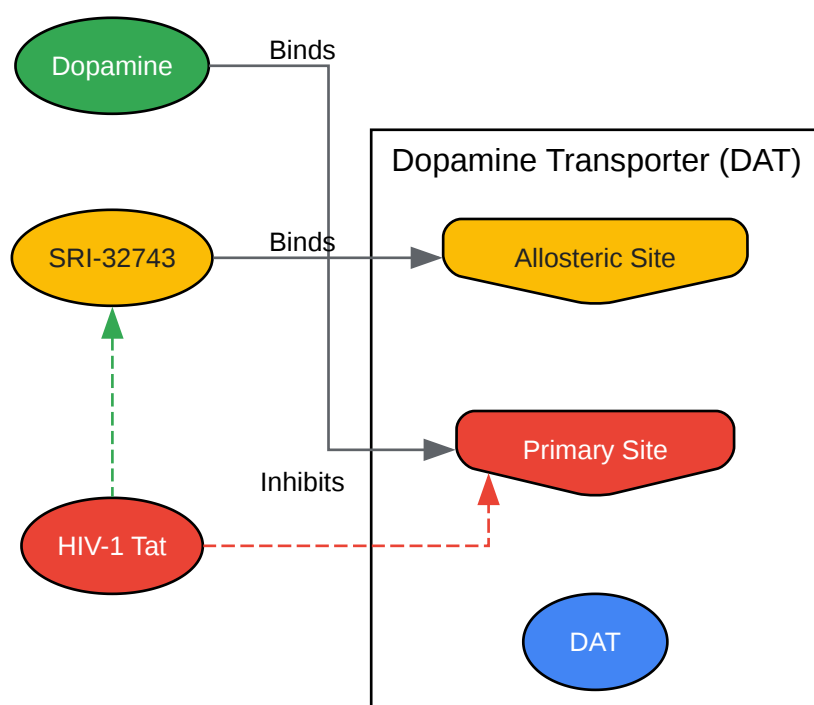 Dopamine
Binds
Dopamine Transporter (DAT)
SRI-32743
Binds
Allosteric Site
Primary Site
Inhibits
HIV-1 Tat
DAT